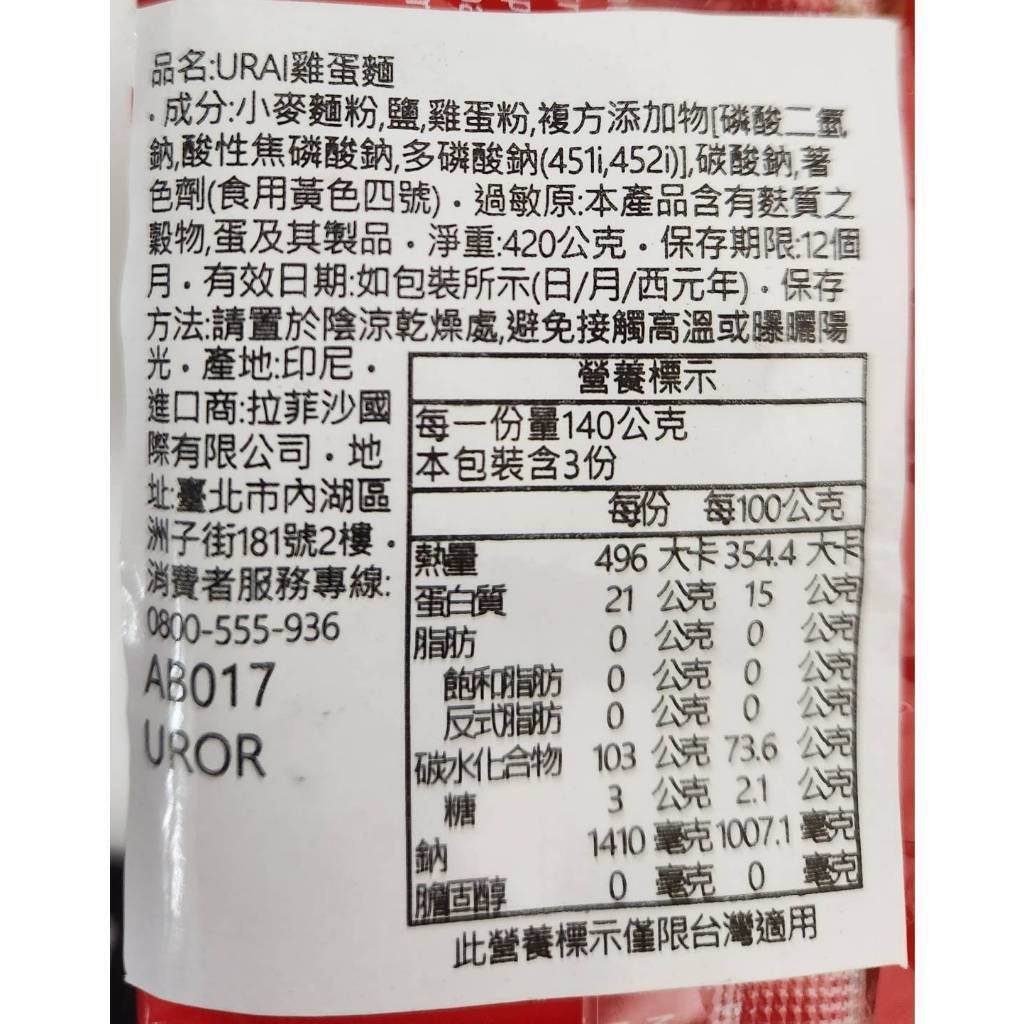 品名:URAI雞蛋麵
．成分:小麥麵粉,鹽,雞蛋粉,複方添加物[磷酸二氫
鈉,酸性焦磷酸鈉,多磷酸鈉(451i,452i)],碳酸鈉,著
色劑(食用黃色四號)．過敏原:本產品含有麩質之
穀物,蛋及其製品．淨重:420公克．保存期限:12個
月．有效日期:如包裝所示(日/月/西元年)．保存
方法:請置於陰涼乾燥處,避免接觸高溫或曝曬陽
光．產地:印尼．
進口商:拉菲沙國
際有限公司．地
址:臺北市內湖區
洲子街181號2樓．
消費者服務專線:
0800-555-936
AB017
UROR
營養標示
每一份量140公克
本包裝含3份
每份 每100公克
熱量 496 大卡 354.4 大卡
蛋白質 21 公克 15 公克
脂肪 0 公克 0 公克
飽和脂肪 0 公克 0 公克
反式脂肪 0 公克 0 公克
碳水化合物 103 公克 73.6 公克
糖 3 公克 2.1 公克
鈉 1410 毫克 1007.1 毫克
膽固醇 0 毫克 0 毫克
此營養標示僅限台灣適用